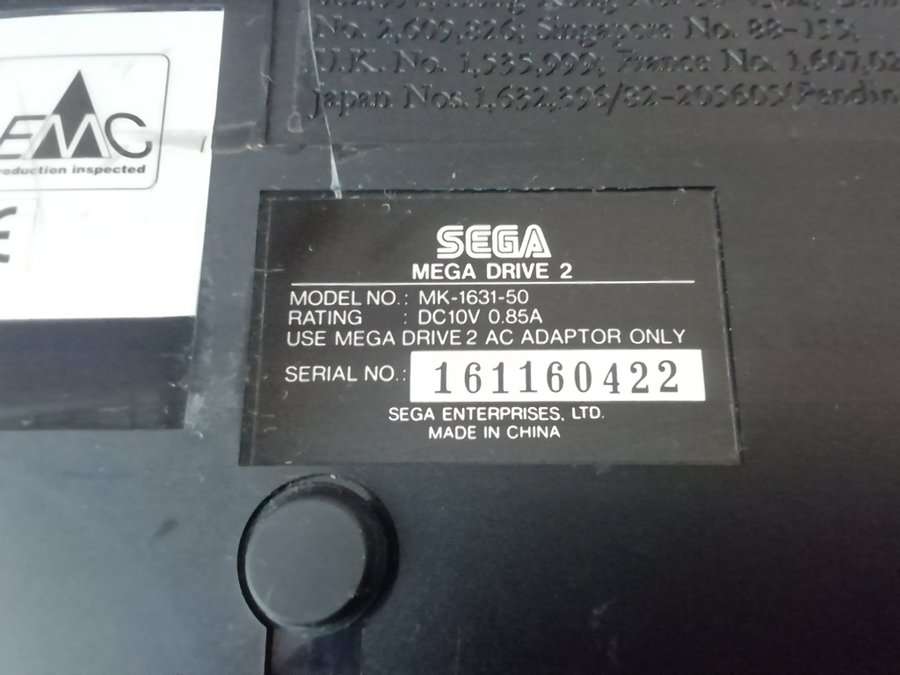 No. 2,609,826; Singapore No. 88-155;
U.K. No. 1,535,999; France No. 1,607,02
Japan Nos. 1,632,396/82-205605(Pendin
EMC
roduction inspected
CE
SEGA
MEGA DRIVE 2
MODEL NO.: MK-1631-50
RATING : DC10V 0.85A
USE MEGA DRIVE 2 AC ADAPTOR ONLY
SERIAL NO.: 161160422
SEGA ENTERPRISES, LTD.
MADE IN CHINA